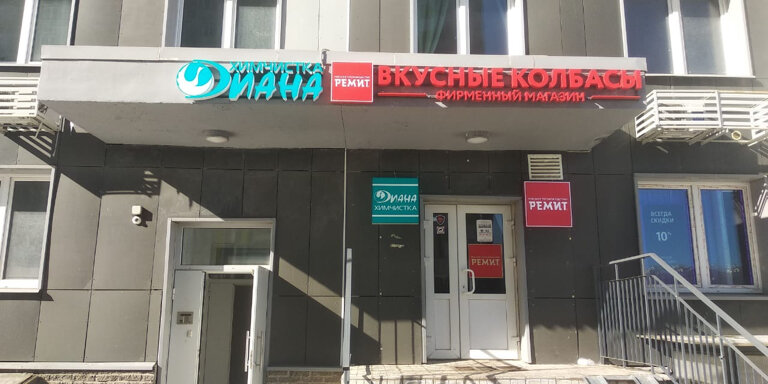 ХИМЧИСТКА
Диана
РЕМИТ
ВКУСНЫЕ КОЛБАСЫ
ФИРМЕННЫЙ МАГАЗИН
Диана
ХИМЧИСТКА
РЕМИТ
РЕМИТ
ВСЕГДА
СКИДКИ
10%